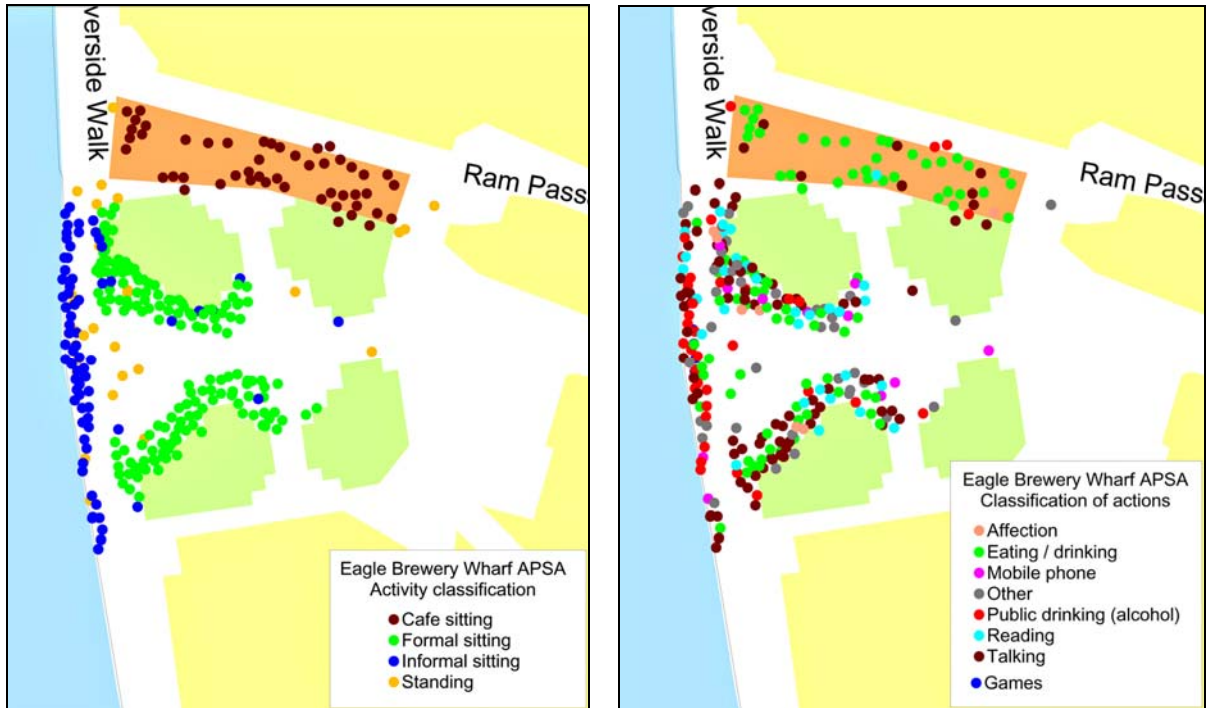 verside Walk
Ram Pass
Eagle Brewery Wharf APSA
Activity classification
Cafe sitting
Formal sitting
Informal sitting
Standing
verside Walk
Ram Pass
Eagle Brewery Wharf APSA
Classification of actions
Affection
Eating / drinking
Mobile phone
Other
Public drinking (alcohol)
Reading
Talking
Games